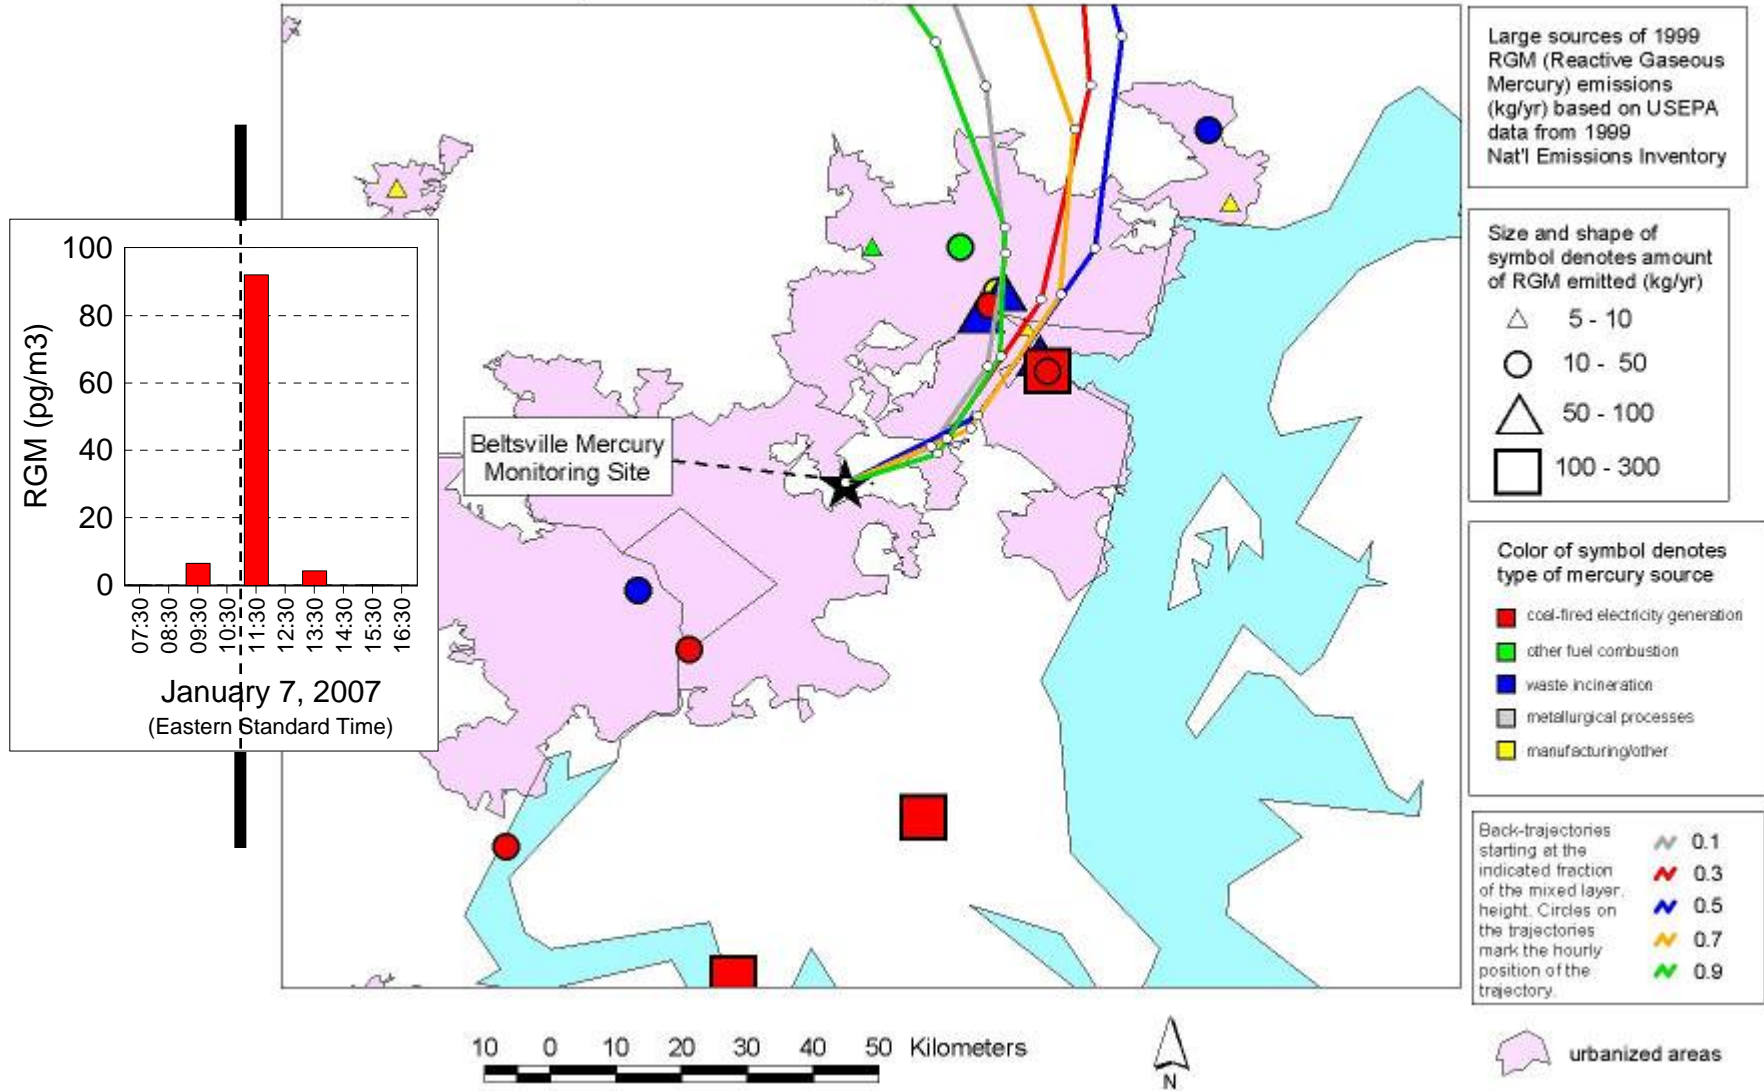 Large sources of 1999
RGM (Reactive Gaseous
Mercury) emissions
(kg/yr) based on USEPA
data from 1999
Nat'l Emissions Inventory
Size and shape of
symbol denotes amount
of RGM emitted (kg/yr)
5 - 10
10 - 50
50 - 100
100 - 300
Color of symbol denotes
type of mercury source
coal-fired electricity generation
other fuel combustion
waste incineration
metallurgical processes
manufacturing/other
Back-trajectories
starting at the
indicated fraction
of the mixed layer.
height. Circles on
the trajectories
mark the hourly
position of the
trajectory.
0.1
0.3
0.5
0.7
0.9
urbanized areas
Beltsville Mercury
Monitoring Site
RGM (pg/m3)
100
80
60
40
20
0
07:30
08:30
09:30
10:30
11:30
12:30
13:30
14:30
15:30
16:30
January 7, 2007
(Eastern Standard Time)
10 0 10 20 30 40 50 Kilometers
N